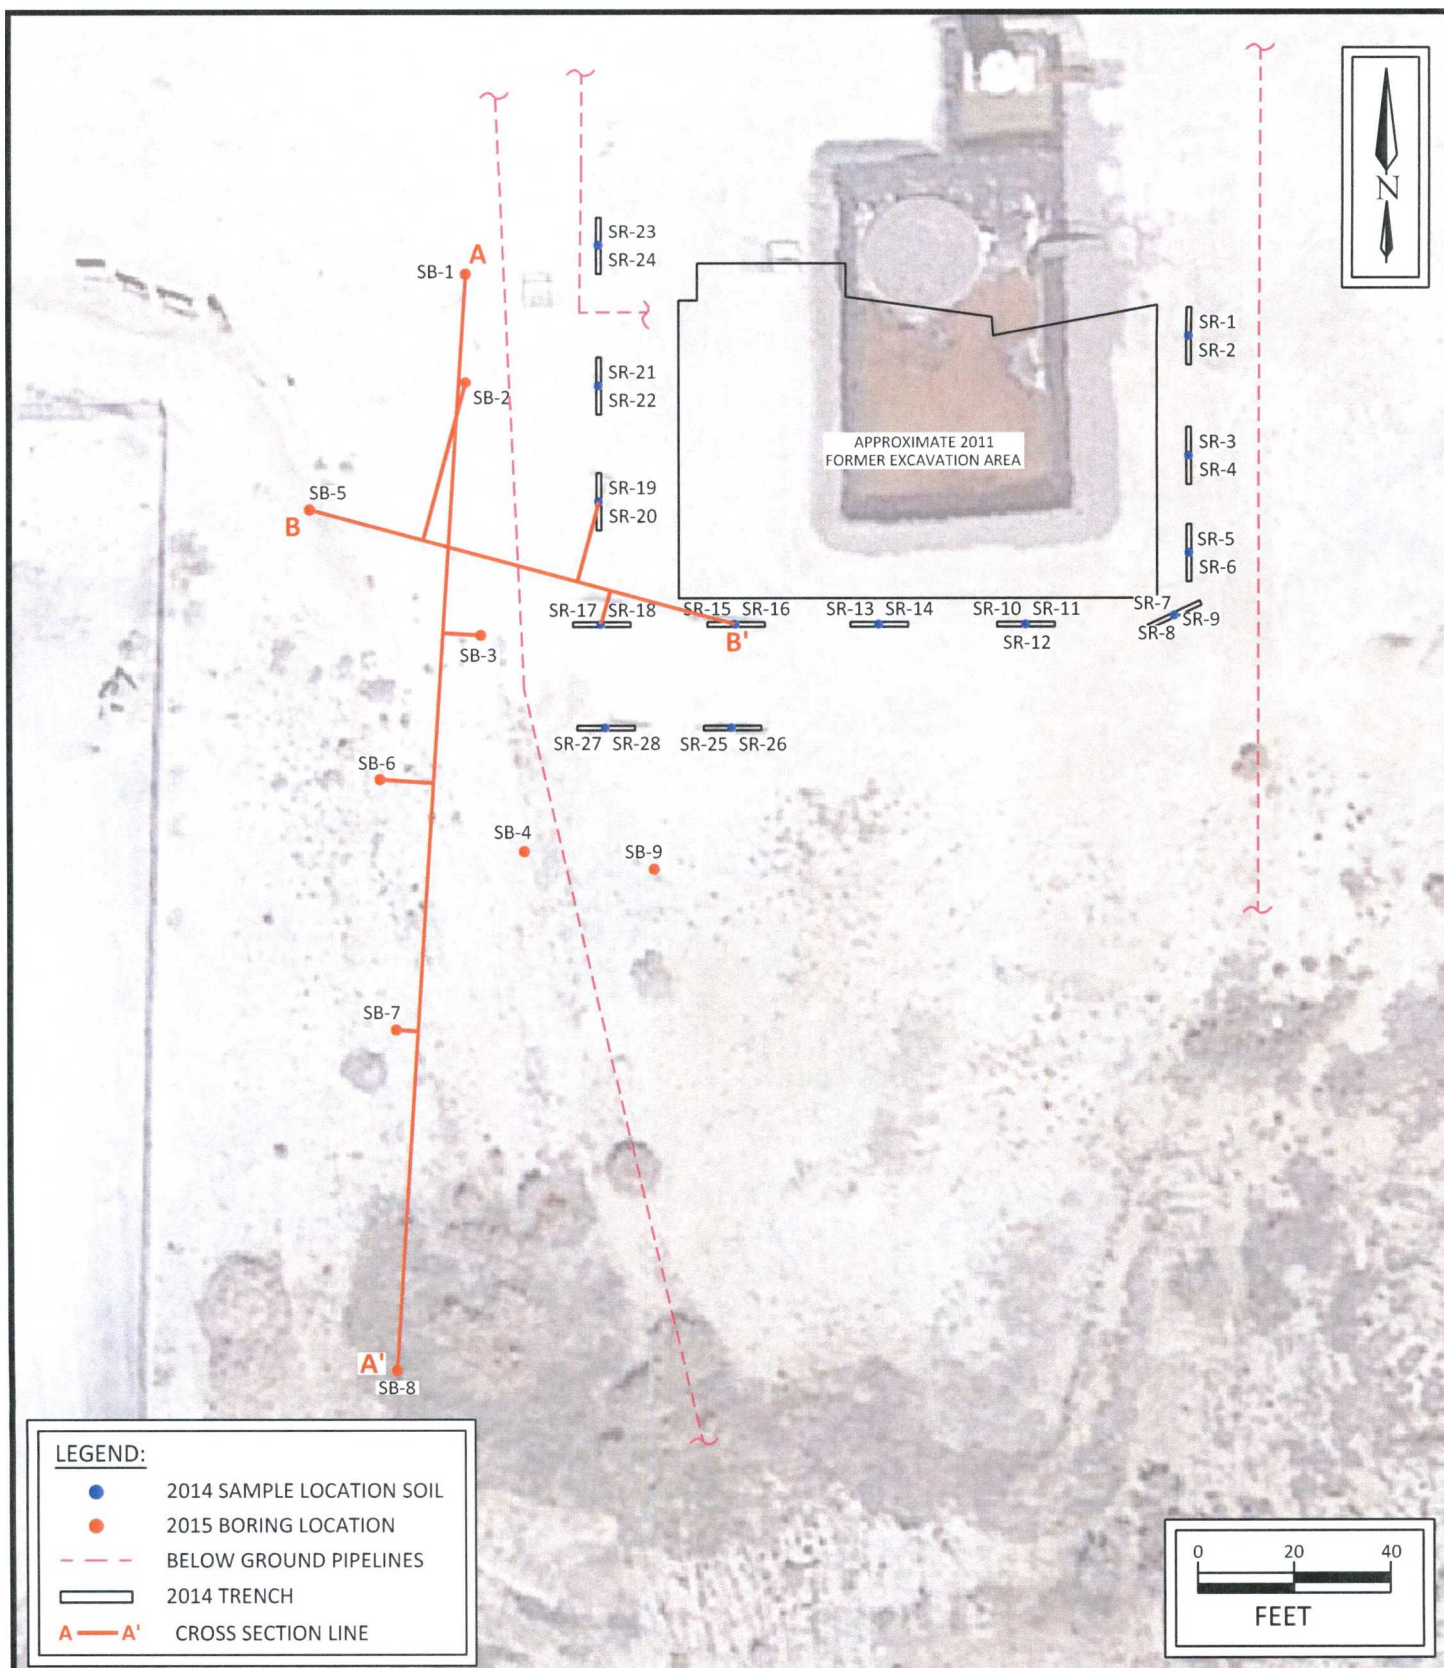 N
SR-23
SR-24
A
SB-1
SR-1
SR-2
SR-21
SR-22
SB-2
SR-3
SR-4
APPROXIMATE 2011
FORMER EXCAVATION AREA
SR-19
SR-20
SB-5
B
SR-5
SR-6
SR-17 SR-18
SR-15 SR-16
SR-13 SR-14
SR-10 SR-11
SR-12
SR-7
SR-8
SR-9
B'
SB-3
SR-27 SR-28
SR-25 SR-26
SB-6
SB-4
SB-9
SB-7
A'
SB-8
LEGEND:
2014 SAMPLE LOCATION SOIL
2015 BORING LOCATION
BELOW GROUND PIPELINES
2014 TRENCH
A A' CROSS SECTION LINE
0 20 40
FEET